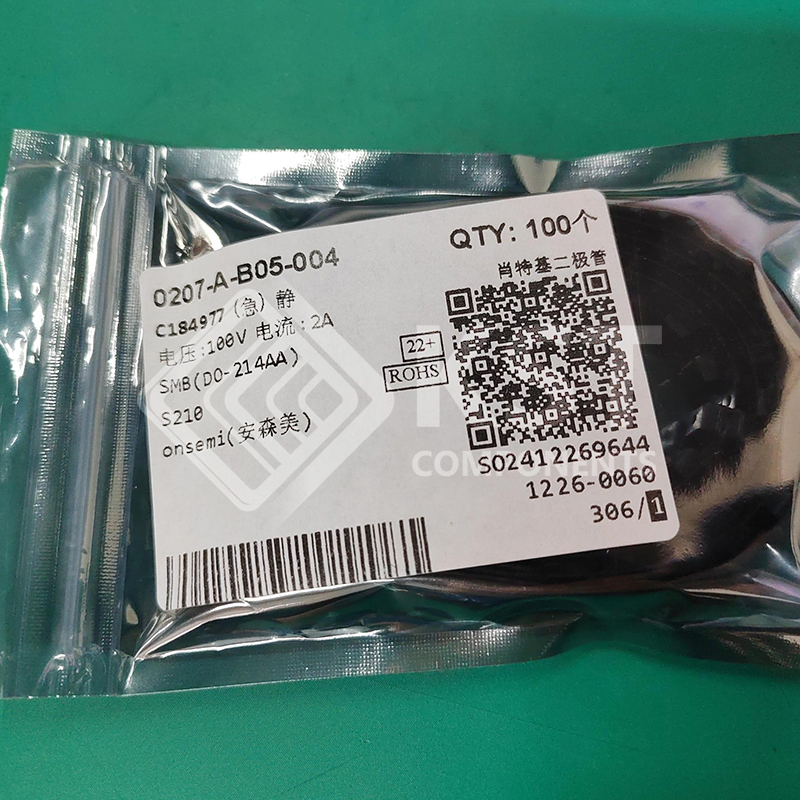 0207-A-B05-004
QTY: 100个
C184977 (急) 静
肖特基二极管
电压:100V 电流:2A
SMB(DO-214AA)
22+
ROHS
S210
onsemi(安森美)
SO2412269644
1226-0060
306/1
COMPONENTS